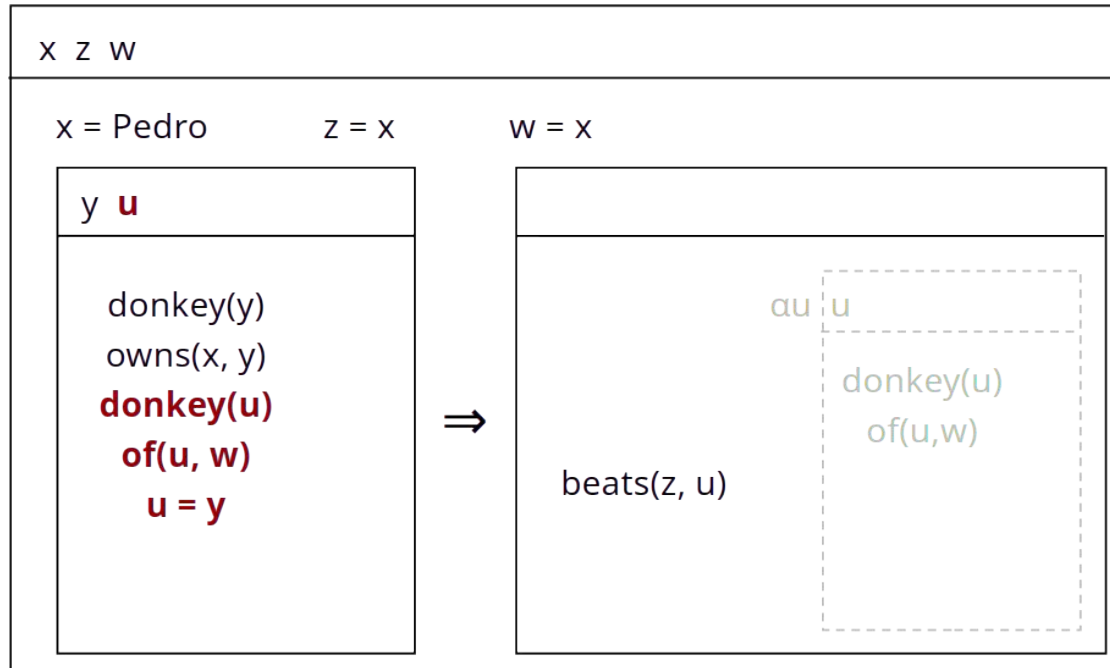 x z w
x = Pedro z = x w = x
y u
donkey(y)
owns(x, y)
donkey(u)
of(u, w)
u = y
⇒
αu u
donkey(u)
of(u,w)
beats(z, u)